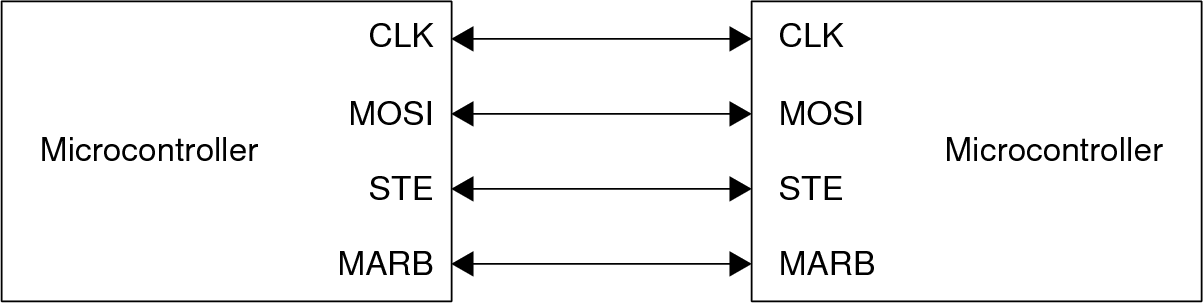 CLK
CLK
MOSI
MOSI
Microcontroller
Microcontroller
STE
STE
MARB
MARB